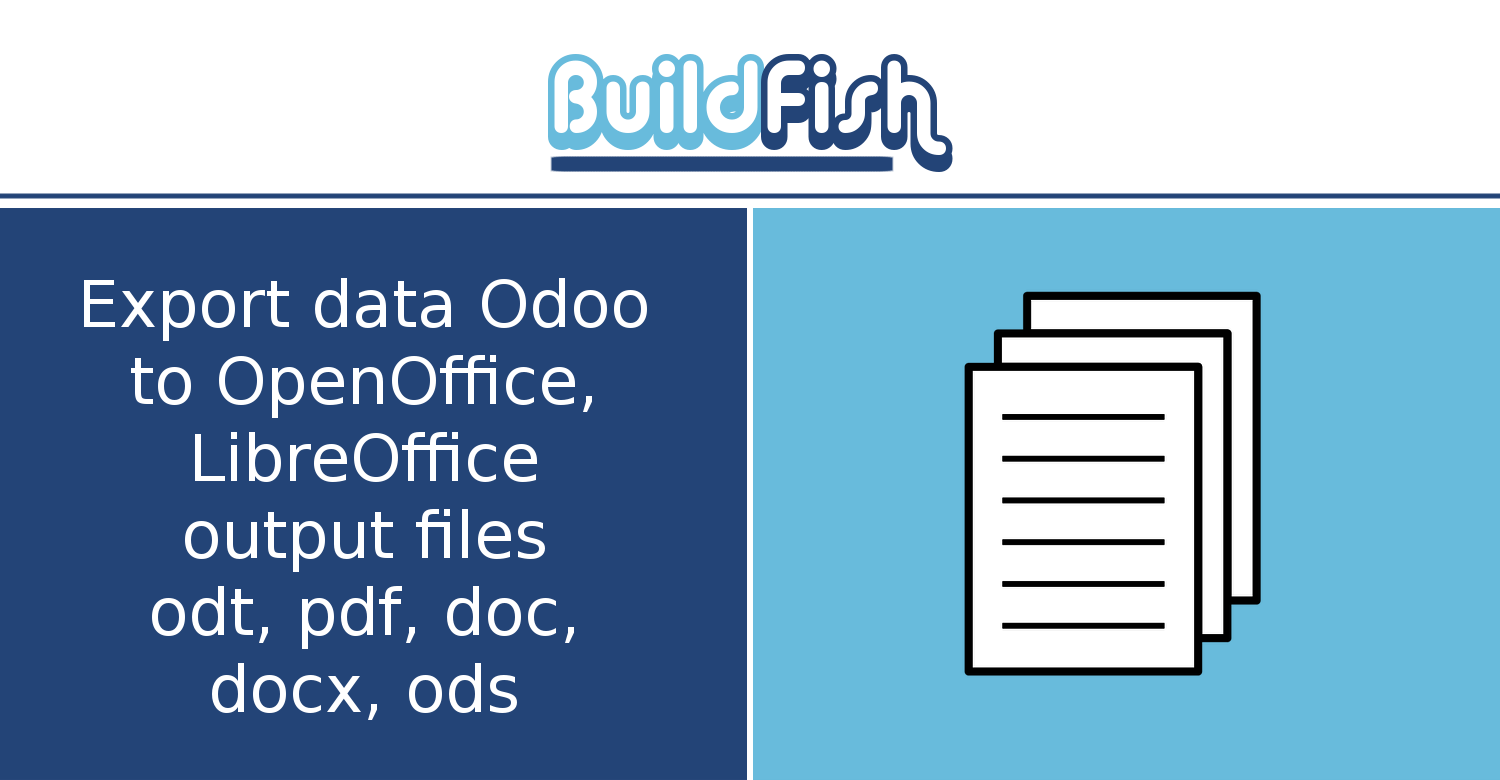 BuildFish
Export data Odoo
to OpenOffice,
LibreOffice
output files
odt, pdf, doc,
docx, ods